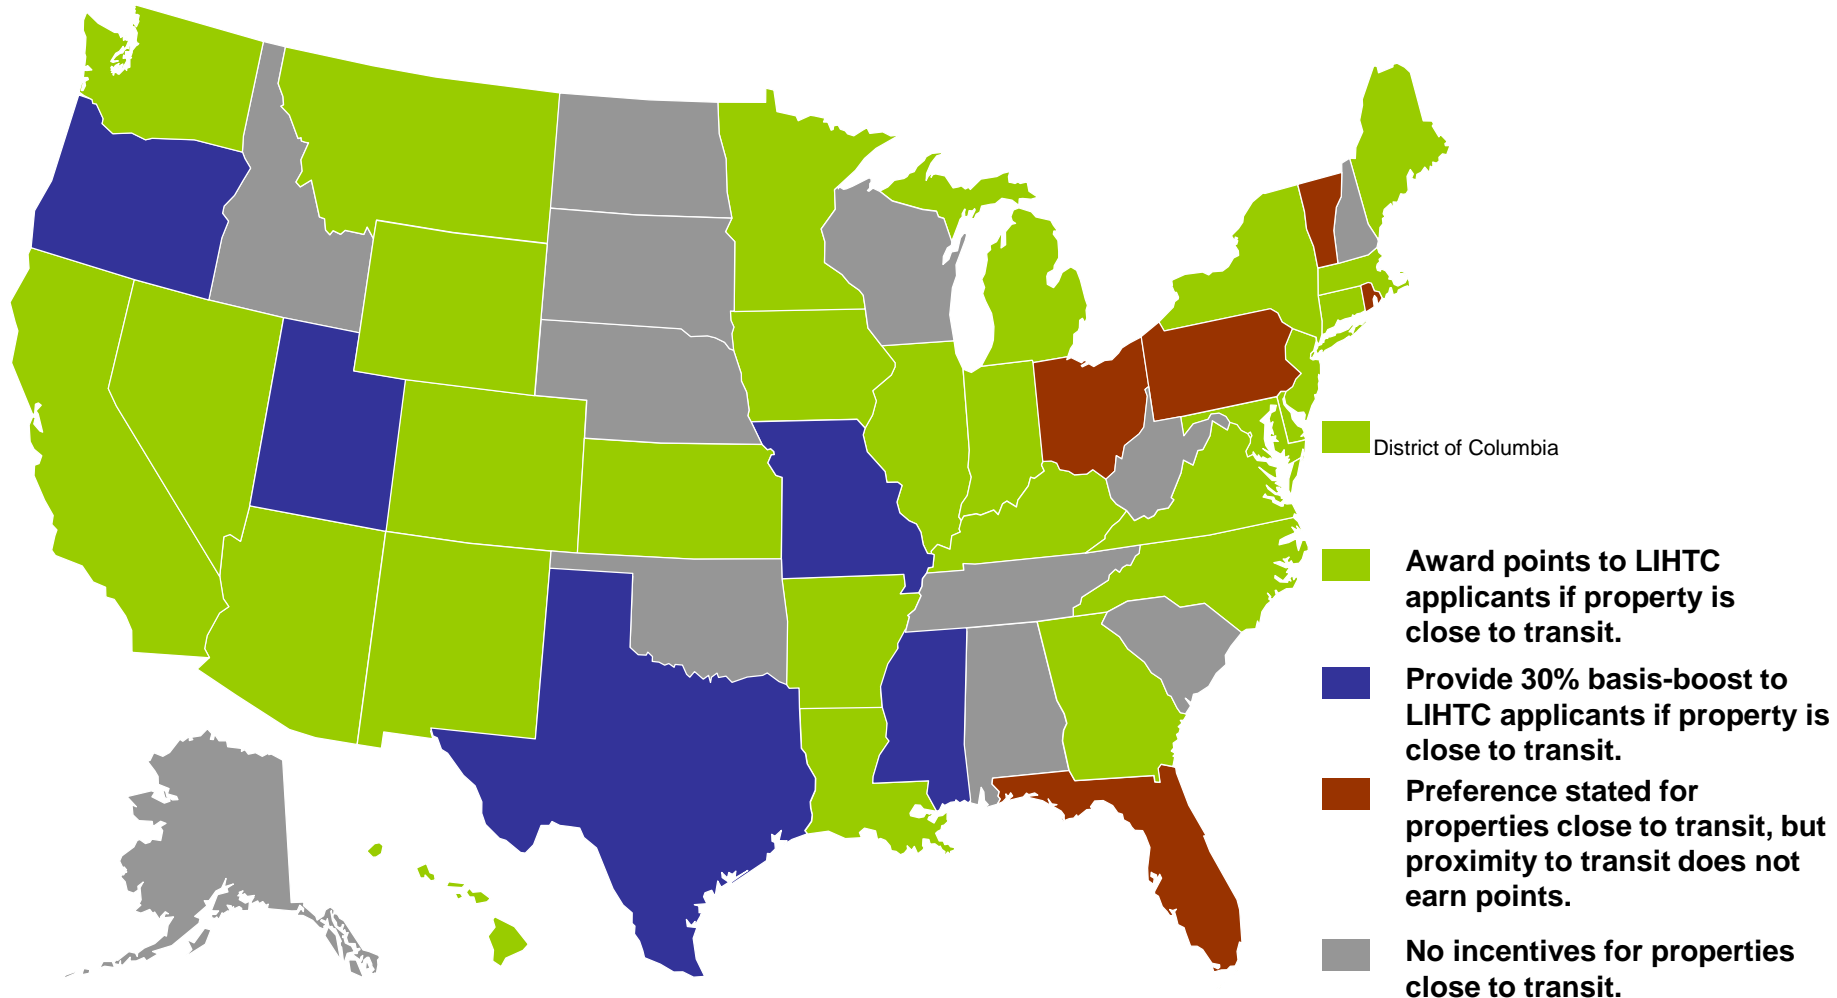 District of Columbia
Award points to LIHTC
applicants if property is
close to transit.
Provide 30% basis-boost to
LIHTC applicants if property is
close to transit.
Preference stated for
properties close to transit, but
proximity to transit does not
earn points.
No incentives for properties
close to transit.